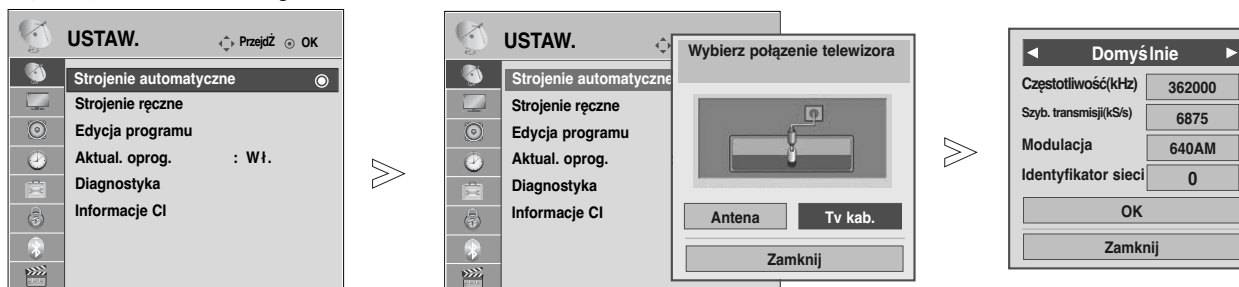 USTAW.
PrzejdŹ OK
Strojenie automatyczne
Strojenie ręczne
Edycja programu
Aktual. oprog. : Wł.
Diagnostyka
Informacje CI
USTAW.
Strojenie automatyczne
Strojenie ręczne
Edycja programu
Aktual. oprog.
Diagnostyka
Informacje CI
Wybierz połązenie telewizora
Antena Tv kab.
Zamknij
Domyślnie
Częstotliwość(kHz) 362000
Szyb. transmisji(kS/s) 6875
Modulacja 640AM
Identyfikator sieci 0
OK
Zamknij